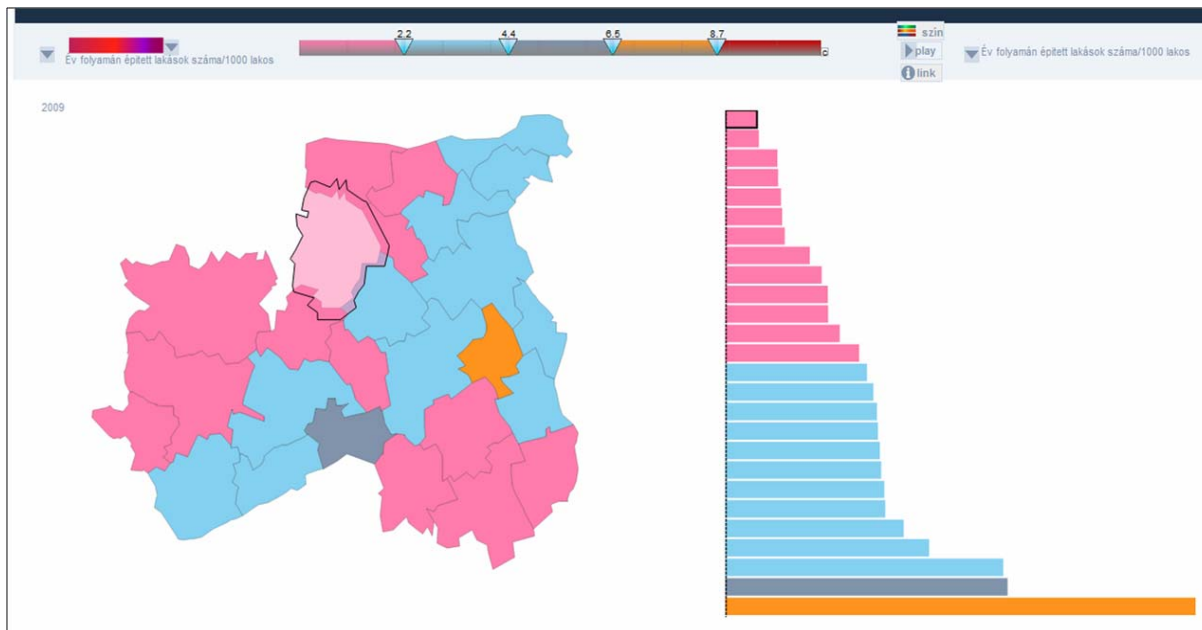 2.2 4.4 6.5 8.7
szín
play
link
Év folyamán épített lakások száma/1000 lakos
Év folyamán épített lakások száma/1000 lakos
2009